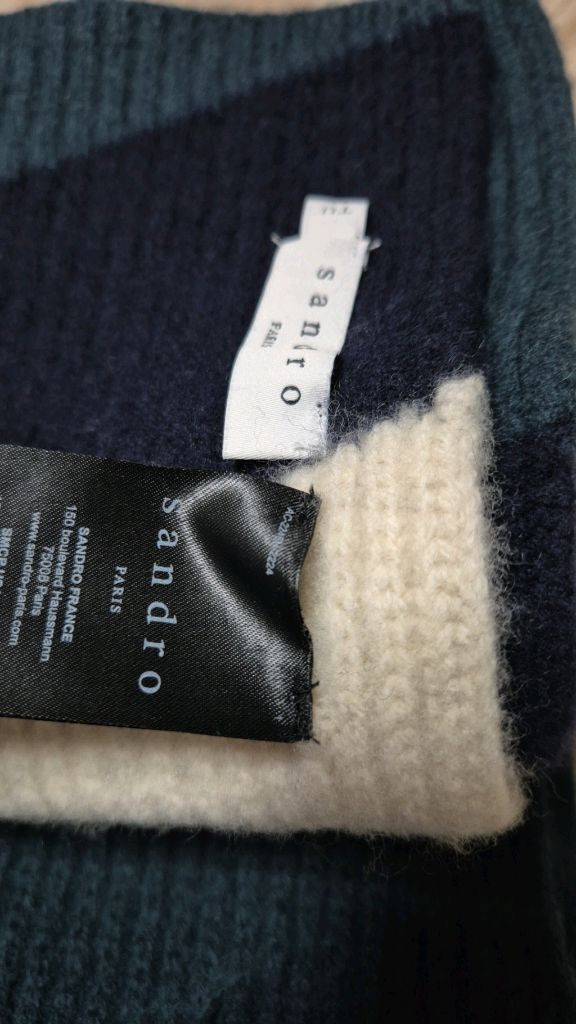 sandro
PARIS
sandro
PARIS
SANDRO FRANCE
150 boulevard Haussmann
75008 Paris
www.sandro-paris.com